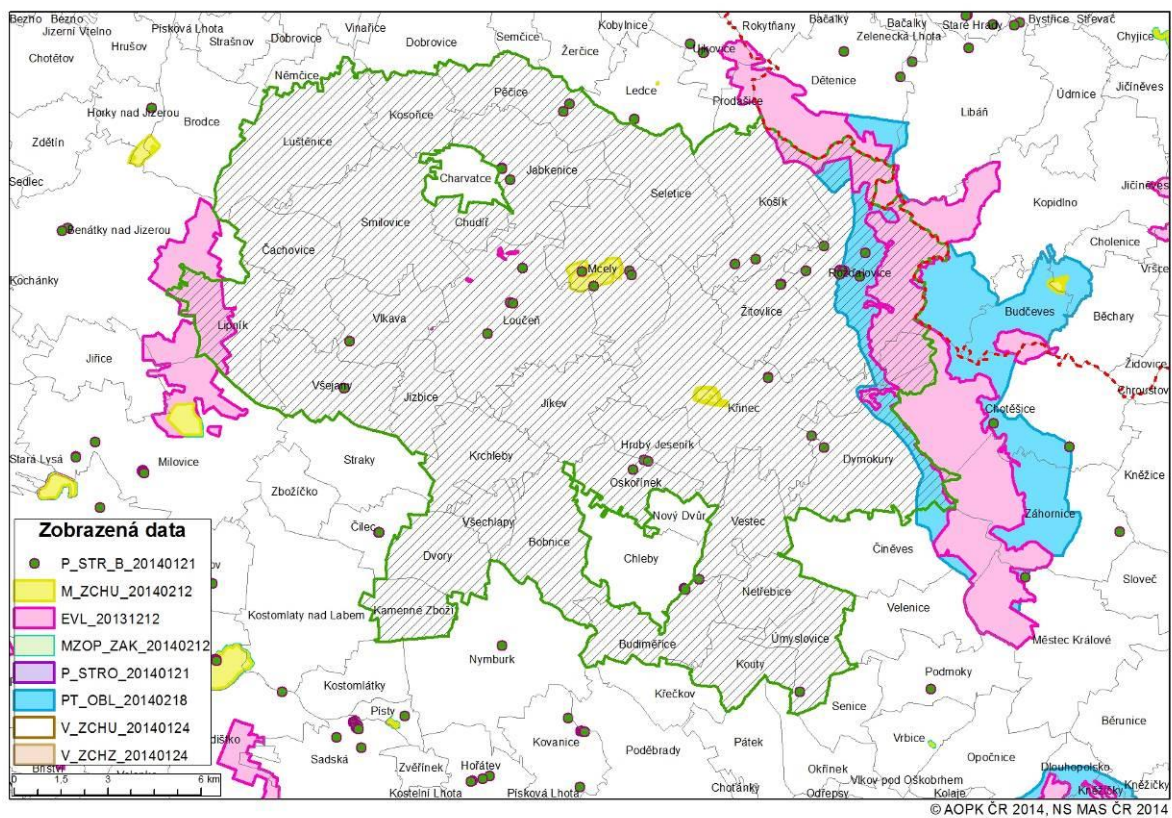 Bezno
Bezno
Písková Lhota
Vinařice
Semčice
Kobylnice
Rokytňany
Bačalky
Bačalky
Staré Hrady
Bystřice
Střevač
Jizerní Vtelno
Hrušov
Strašnov
Dobrovice
Dobrovice
Žerčice
Ujkovice
Zelenecká Lhota
Chyjice
Chotětov
Němčice
Pěčice
Ledce
Dětenice
Údrnice
Jičíněves
Horky nad Jizerou
Brodce
Kosořice
Prodašice
Libáň
Zdětín
Luštěnice
Sedlec
Charvatce
Jabkenice
Seletice
Košík
Jičíněves
Kopidlno
Benátky nad Jizerou
Smilovice
Chudíř
Cholenice
Čachovice
Vršce
Kochánky
Mcely
Rožďalovice
Lipník
Vlkava
Loučeň
Žitovlice
Budčeves
Běchary
Jiřice
Židovice
Chroustov
Všejany
Jizbice
Jíkev
Křinec
Chotěšice
Hrubý Jeseník
Stará Lysá
Milovice
Straky
Krchleby
Oskořínek
Dymokury
Kněžice
Zbožíčko
Čilec
Všechlapy
Nový Dvůr
Vestec
Záhornice
Dvory
Bobnice
Chleby
Činěves
Sloveč
Kostomlaty nad Labem
Kamenné Zboží
Netřebice
Velenice
Budiměřice
Úmyslovice
Městec Králové
Nymburk
Kouty
Podmoky
Kostomlátky
Křečkov
Senice
Písty
Běrunice
Vrbice
Sadská
Kovanice
Poděbrady
Pátek
Opočnice
Zvěřínek
Hořátev
Okřínek
Vlkov pod Oškobrhem
Dlouhopolsko
Kněžičky
Kněžičky
Kostelní Lhota
Písková Lhota
Choťánky
Odřepsy
Kolaje
Zobrazená data
P_STR_B_20140121
M_ZCHU_20140212
EVL_20131212
MZOP_ZAK_20140212
P_STRO_20140121
PT_OBL_20140218
V_ZCHU_20140124
V_ZCHZ_20140124
0 1,5 3 6 km
© AOPK ČR 2014, NS MAS ČR 2014